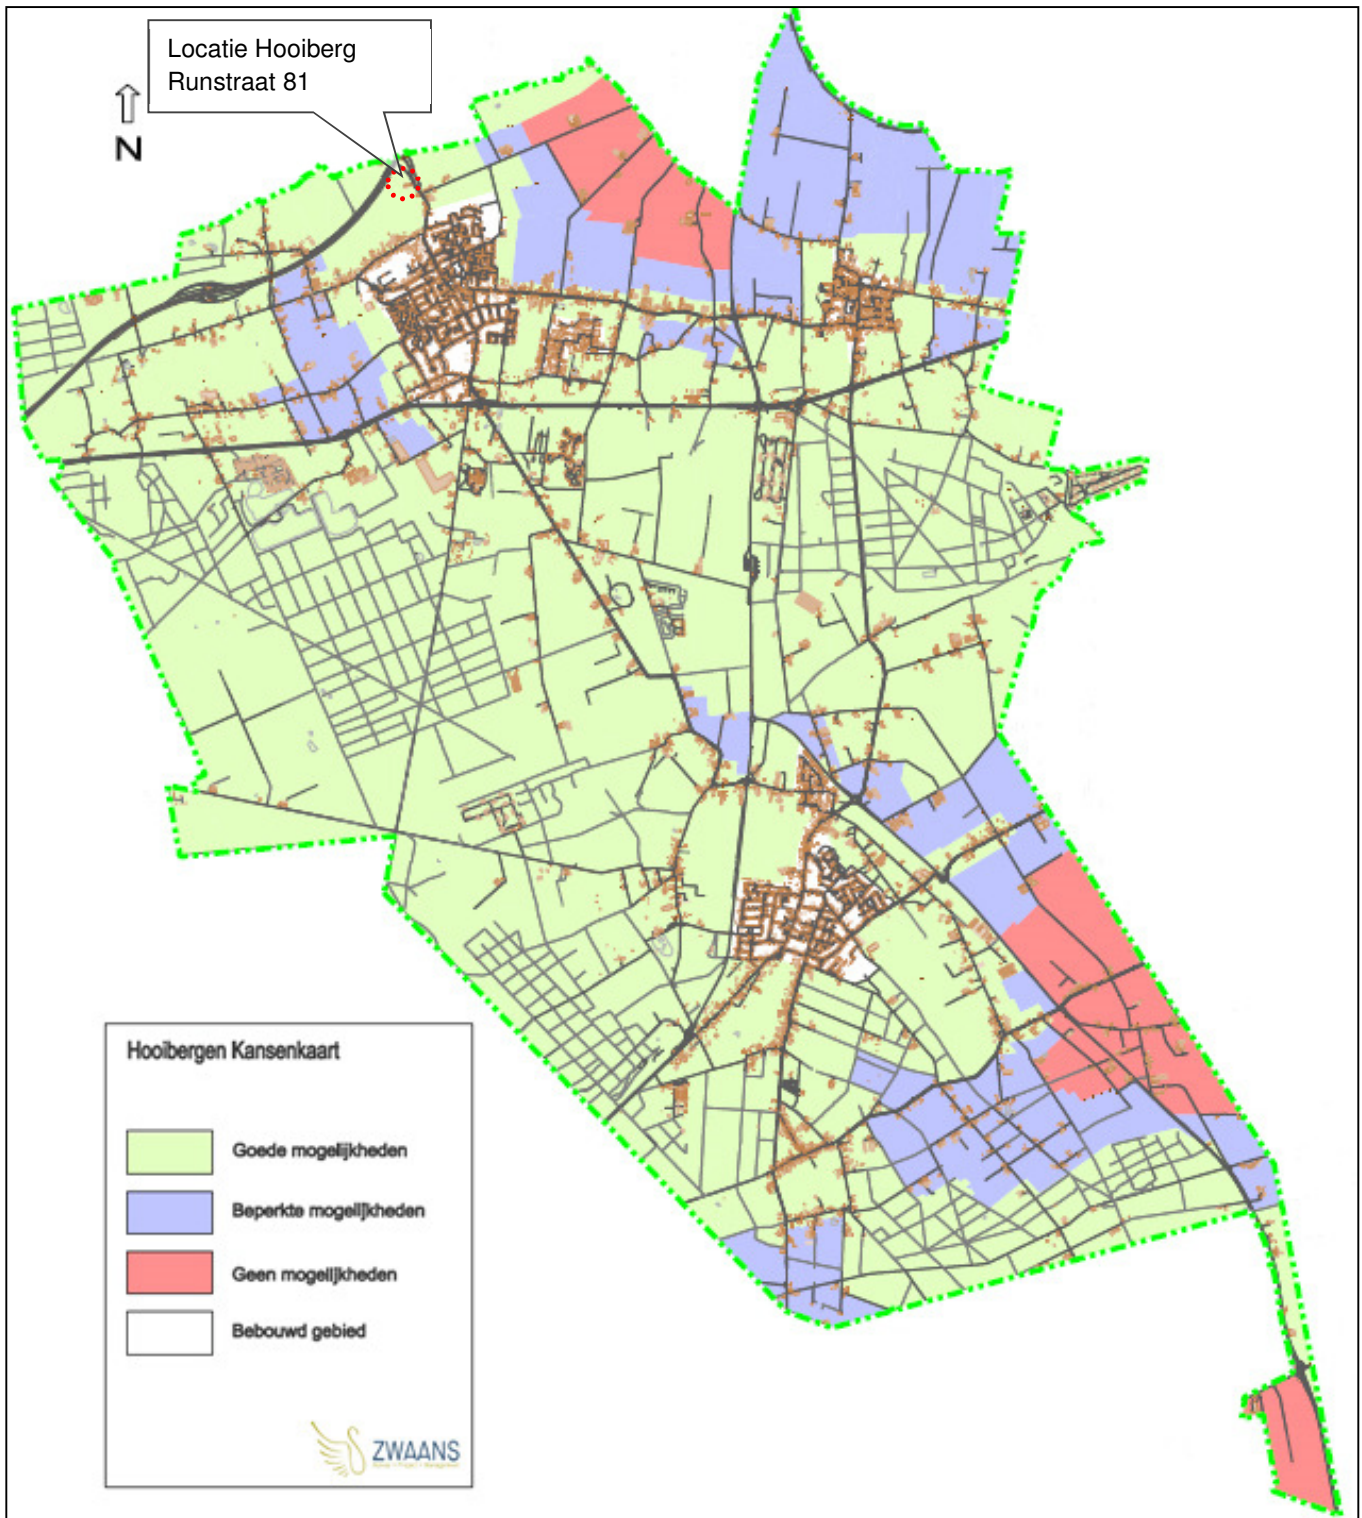 Locatie Hooiberg
Runstraat 81
N
Hooibergen Kansenkaart
Goede mogelijkheden
Beperkte mogelijkheden
Geen mogelijkheden
Bebouwd gebied
ZWAANS